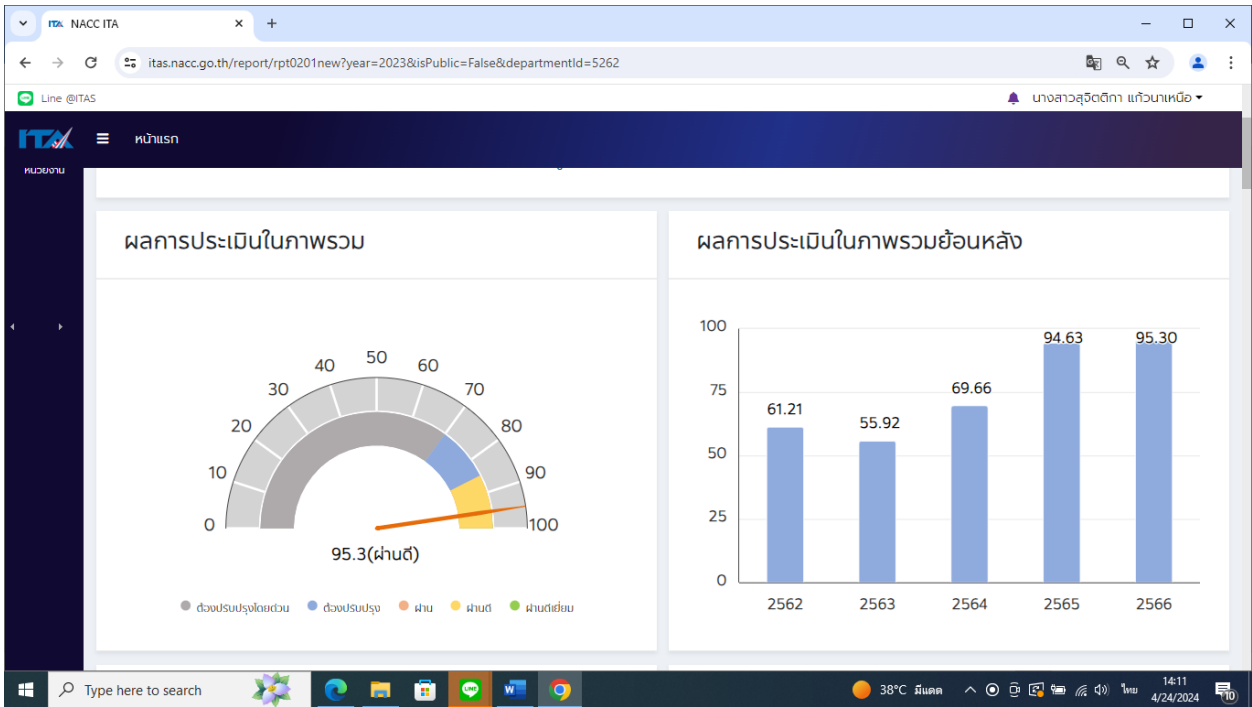 NACC ITA
itas.nacc.go.th/report/rpt0201new?year=2023&isPublic=False&departmentId=5262
Line @ITAS
นางสาวสุจิตติกา แก้วนาเหนือ
ITA
หน้าแรก
หน่วยงาน
ผลการประเมินในภาพรวม
0
10
20
30
40
50
60
70
80
90
100
95.3(ผ่านดี)
ต้องปรับปรุงโดยด่วน
ต้องปรับปรุง
ผ่าน
ผ่านดี
ผ่านดีเยี่ยม
ผลการประเมินในภาพรวมย้อนหลัง
100
75
50
25
0
61.21
55.92
69.66
94.63
95.30
2562
2563
2564
2565
2566
Type here to search
38°C มีแดด
ไทย
14:11
4/24/2024
10